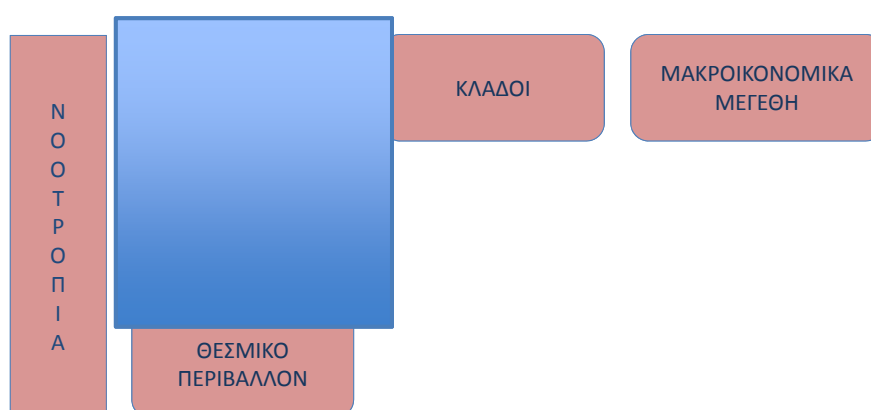 ΝΟΟΤΡΟΠΙΑ
ΚΛΑΔΟΙ
ΜΑΚΡΟΙΚΟΝΟΜΙΚΑ
ΜΕΓΕΘΗ
ΘΕΣΜΙΚΟ
ΠΕΡΙΒΑΛΛΟΝ